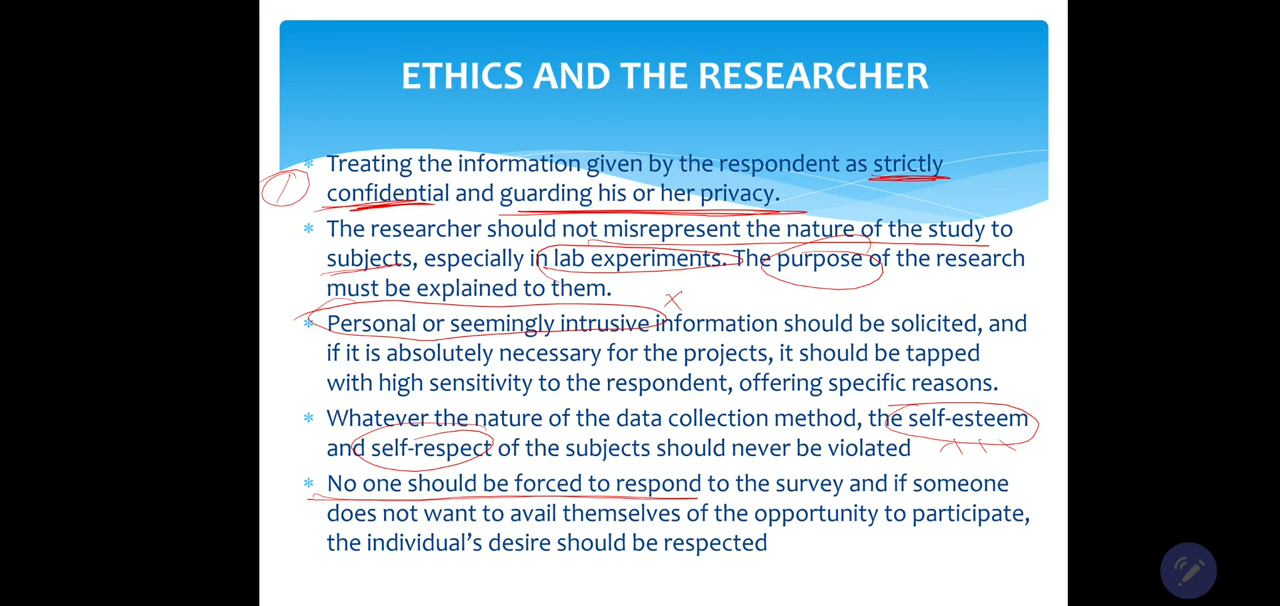 ETHICS AND THE RESEARCHER
* Treating the information given by the respondent as strictly
confidential and guarding his or her privacy.
* The researcher should not misrepresent the nature of the study to
subjects, especially in lab experiments. The purpose of the research
must be explained to them.
* Personal or seemingly intrusive information should be solicited, and
if it is absolutely necessary for the projects, it should be tapped
with high sensitivity to the respondent, offering specific reasons.
* Whatever the nature of the data collection method, the self-esteem
and self-respect of the subjects should never be violated
* No one should be forced to respond to the survey and if someone
does not want to avail themselves of the opportunity to participate,
the individual's desire should be respected